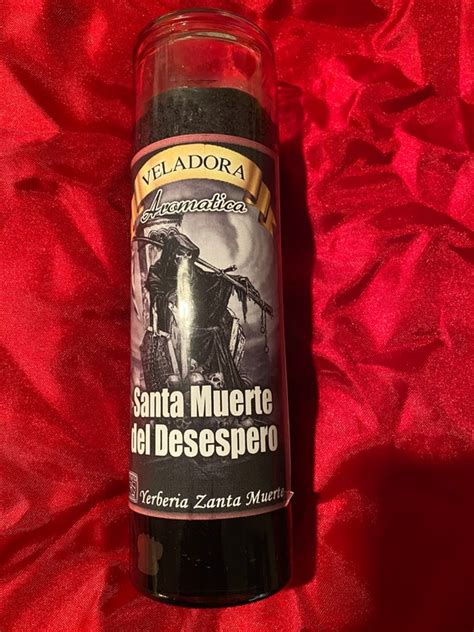 VELADORA
Aromatica
Santa Muerte
del Desespero
Yerberia Zanta Muerte